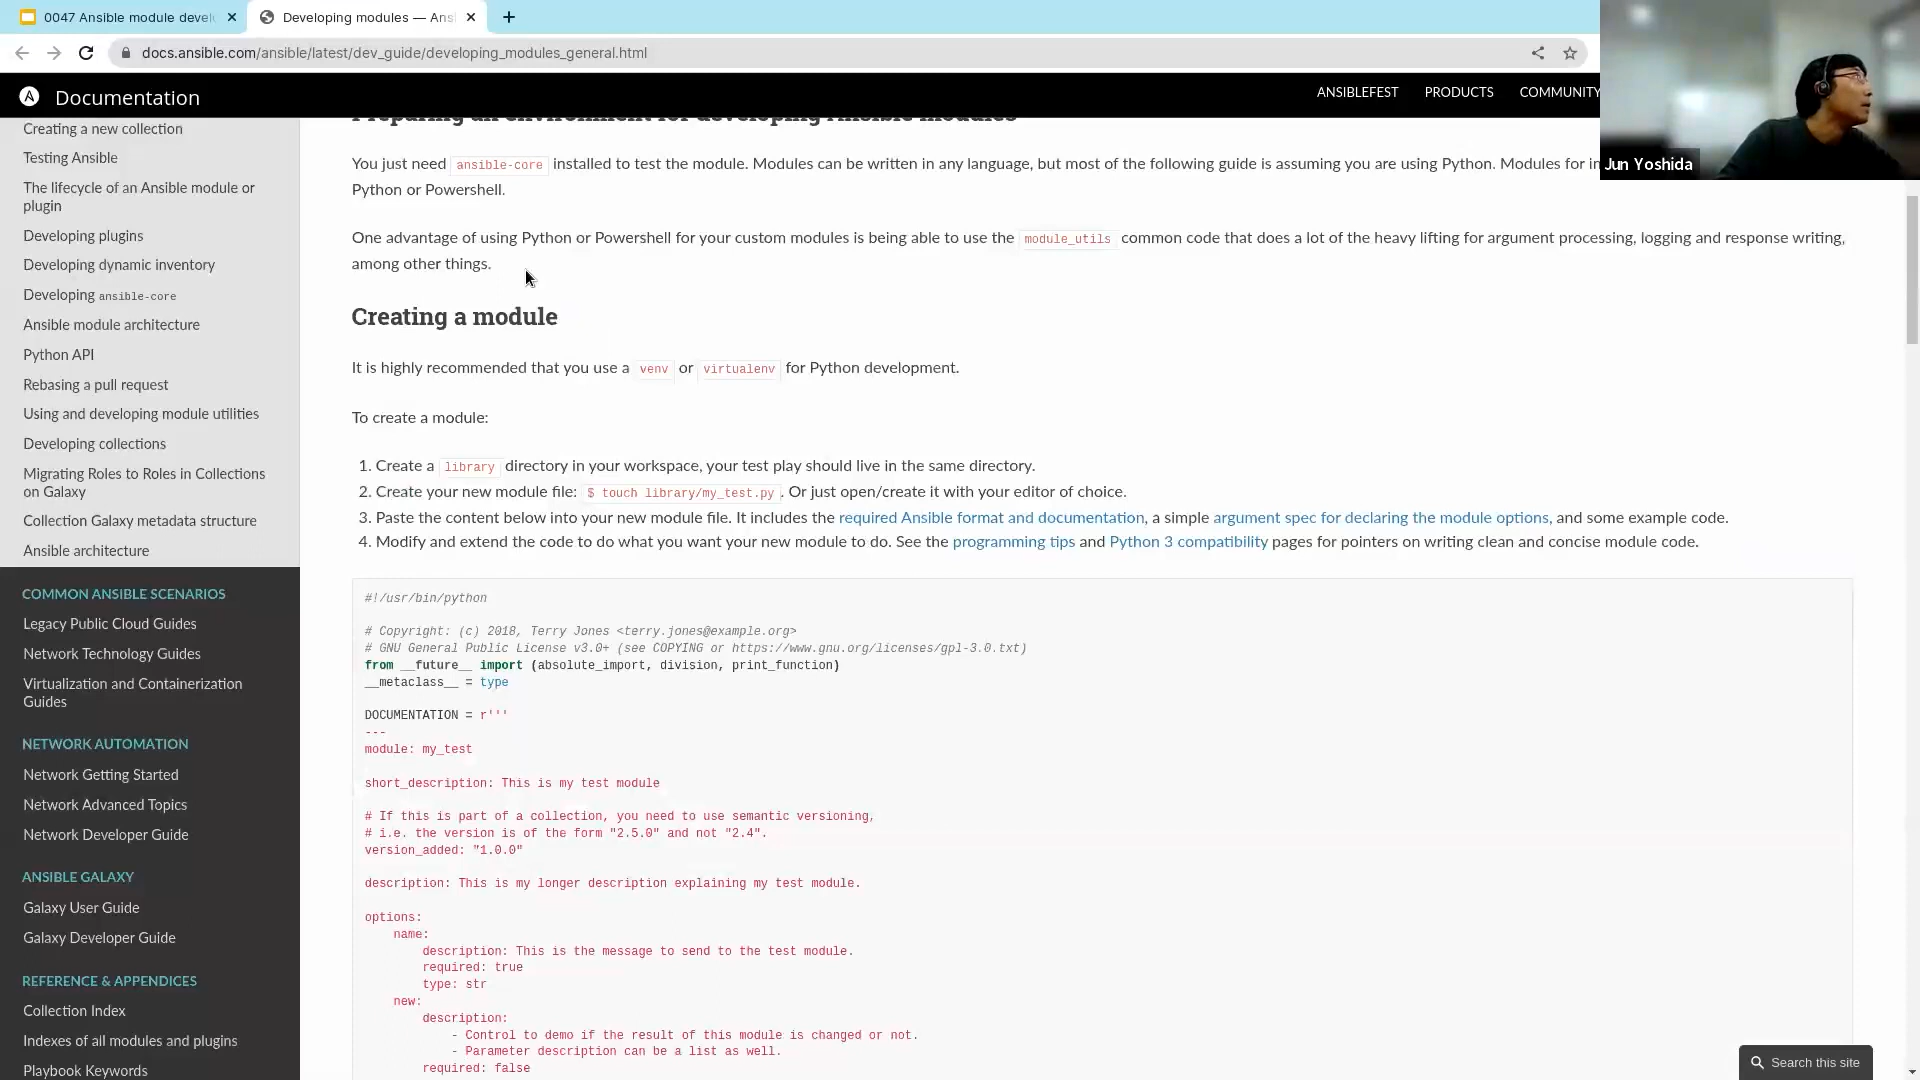 0047 Ansible module devel
Developing modules — Ans
docs.ansible.com/ansible/latest/dev_guide/developing_modules_general.html
Documentation
ANSIBLEFEST
PRODUCTS
COMMUNITY
Jun Yoshida
Creating a new collection
Testing Ansible
The lifecycle of an Ansible module or
plugin
Developing plugins
Developing dynamic inventory
Developing ansible-core
Ansible module architecture
Python API
Rebasing a pull request
Using and developing module utilities
Developing collections
Migrating Roles to Roles in Collections
on Galaxy
Collection Galaxy metadata structure
Ansible architecture
COMMON ANSIBLE SCENARIOS
Legacy Public Cloud Guides
Network Technology Guides
Virtualization and Containerization
Guides
NETWORK AUTOMATION
Network Getting Started
Network Advanced Topics
Network Developer Guide
ANSIBLE GALAXY
Galaxy User Guide
Galaxy Developer Guide
REFERENCE & APPENDICES
Collection Index
Indexes of all modules and plugins
Playbook Keywords
Preparing an environment for developing Ansible modules
You just need ansible-core installed to test the module. Modules can be written in any language, but most of the following guide is assuming you are using Python. Modules for in
Python or Powershell.
One advantage of using Python or Powershell for your custom modules is being able to use the module_utils common code that does a lot of the heavy lifting for argument processing, logging and response writing,
among other things.
Creating a module
It is highly recommended that you use a venv or virtualenv for Python development.
To create a module:
1. Create a library directory in your workspace, your test play should live in the same directory.
2. Create your new module file: $ touch library/my_test.py . Or just open/create it with your editor of choice.
3. Paste the content below into your new module file. It includes the required Ansible format and documentation, a simple argument spec for declaring the module options, and some example code.
4. Modify and extend the code to do what you want your new module to do. See the programming tips and Python 3 compatibility pages for pointers on writing clean and concise module code.
#!/usr/bin/python
# Copyright: (c) 2018, Terry Jones <terry.jones@example.org>
# GNU General Public License v3.0+ (see COPYING or https://www.gnu.org/licenses/gpl-3.0.txt)
from __future__ import (absolute_import, division, print_function)
__metaclass__ = type
DOCUMENTATION = r'''
---
module: my_test
short_description: This is my test module
# If this is part of a collection, you need to use semantic versioning,
# i.e. the version is of the form "2.5.0" and not "2.4".
version_added: "1.0.0"
description: This is my longer description explaining my test module.
options:
name:
description: This is the message to send to the test module.
required: true
type: str
new:
description:
- Control to demo if the result of this module is changed or not.
- Parameter description can be a list as well.
required: false
Search this site